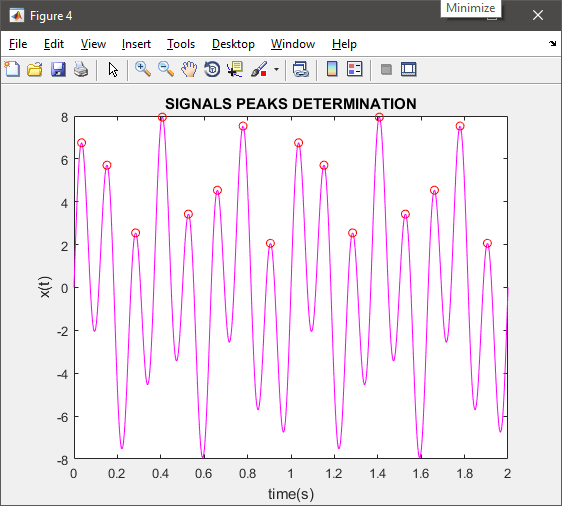 Figure 4
Minimize
File Edit View Insert Tools Desktop Window Help
SIGNALS PEAKS DETERMINATION
8
6
4
2
0
-2
-4
-6
-8
x(t)
0 0.2 0.4 0.6 0.8 1 1.2 1.4 1.6 1.8 2
time(s)